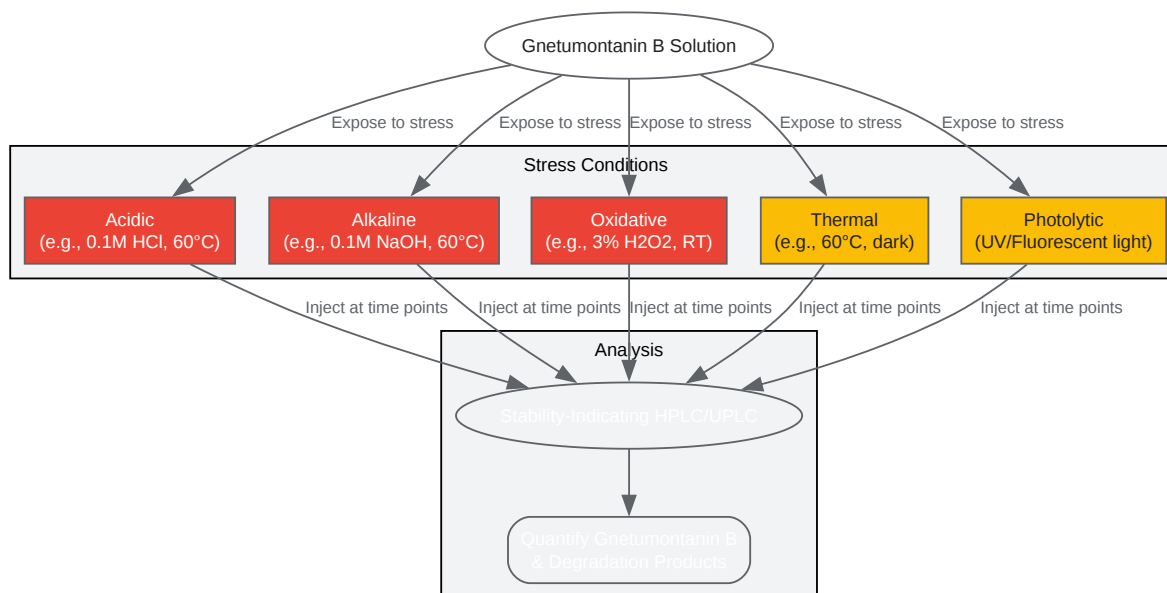 Gnetumontanin B Solution
Expose to stress
Expose to stress
Expose to stress
Expose to stress
Expose to stress
Stress Conditions
Acidic
(e.g., 0.1M HCl, 60°C)
Alkaline
(e.g., 0.1M NaOH, 60°C)
Oxidative
(e.g., 3% H2O2, RT)
Thermal
(e.g., 60°C, dark)
Photolytic
(UV/Fluorescent light)
Inject at time points
Inject at time points
Inject at time points
Inject at time points
Inject at time points
Analysis
Stability-Indicating HPLC/UPLC
Quantify Gnetumontanin B
& Degradation Products